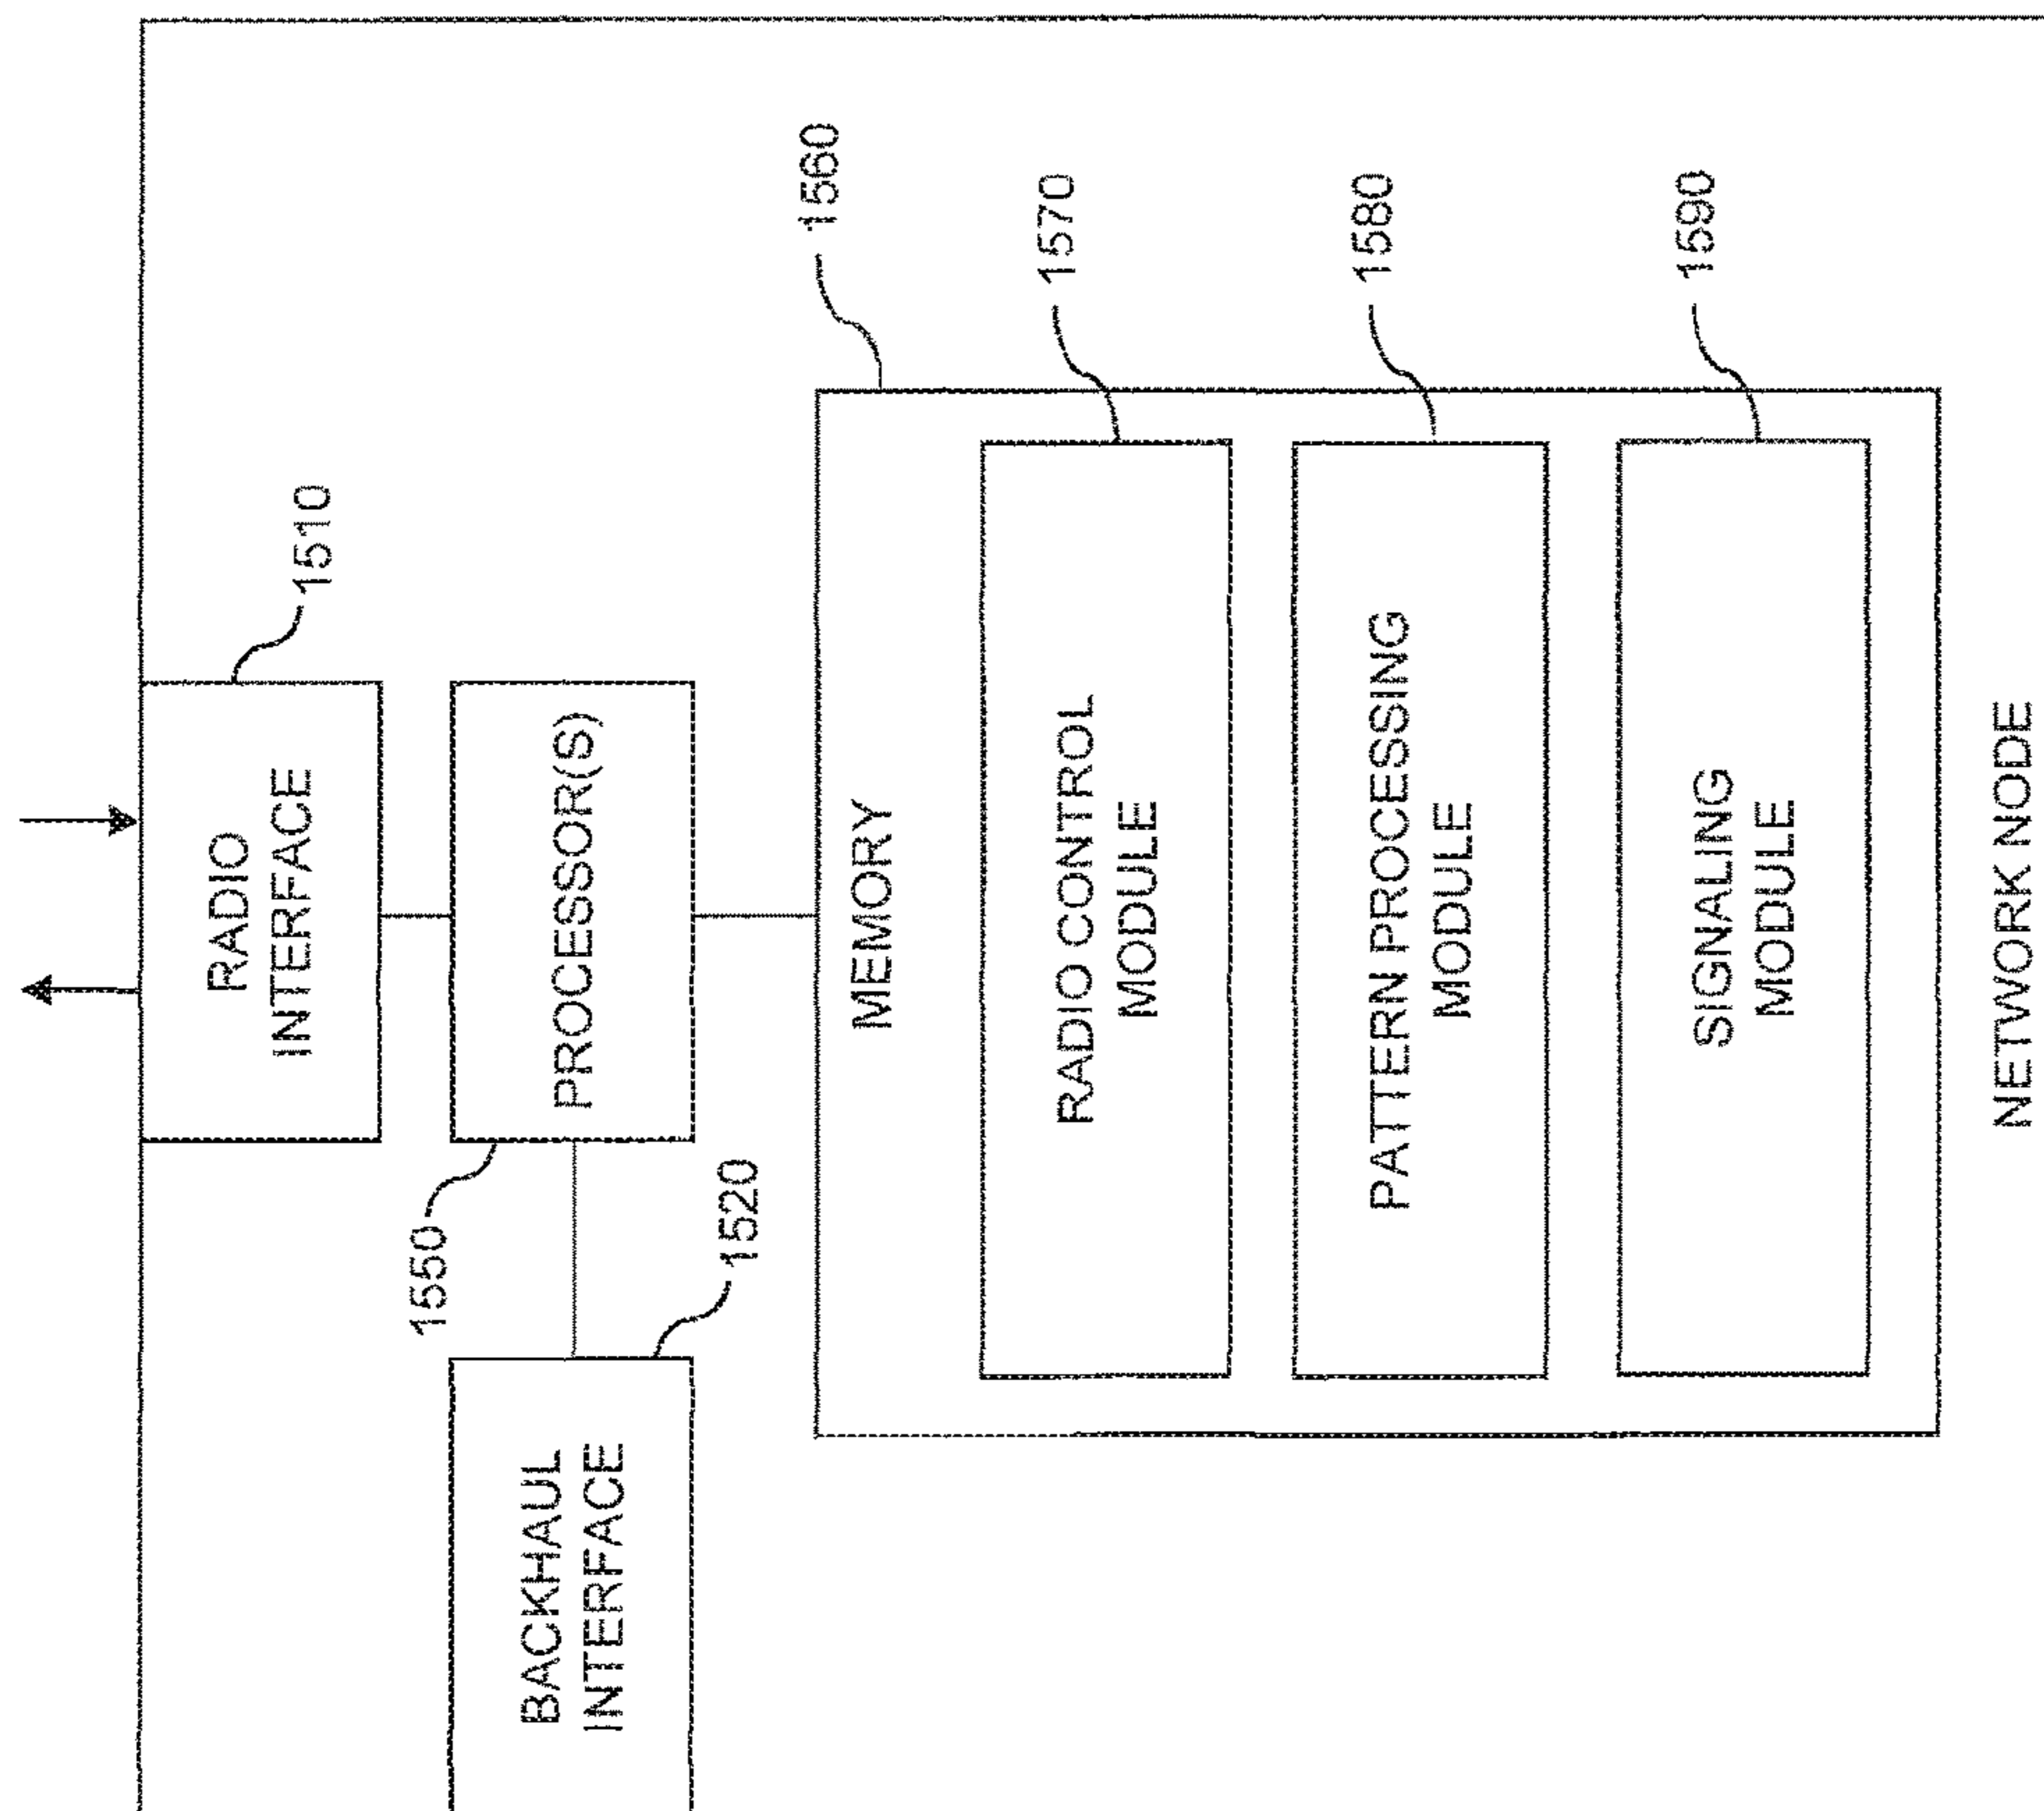 1510
RADIO
INTERFACE
1550
PROCESSOR(S)
1520
BACKHAUL
INTERFACE
1560
MEMORY
1570
RADIO CONTROL
MODULE
1580
PATTERN PROCESSING
MODULE
1590
SIGNALING
MODULE
NETWORK NODE